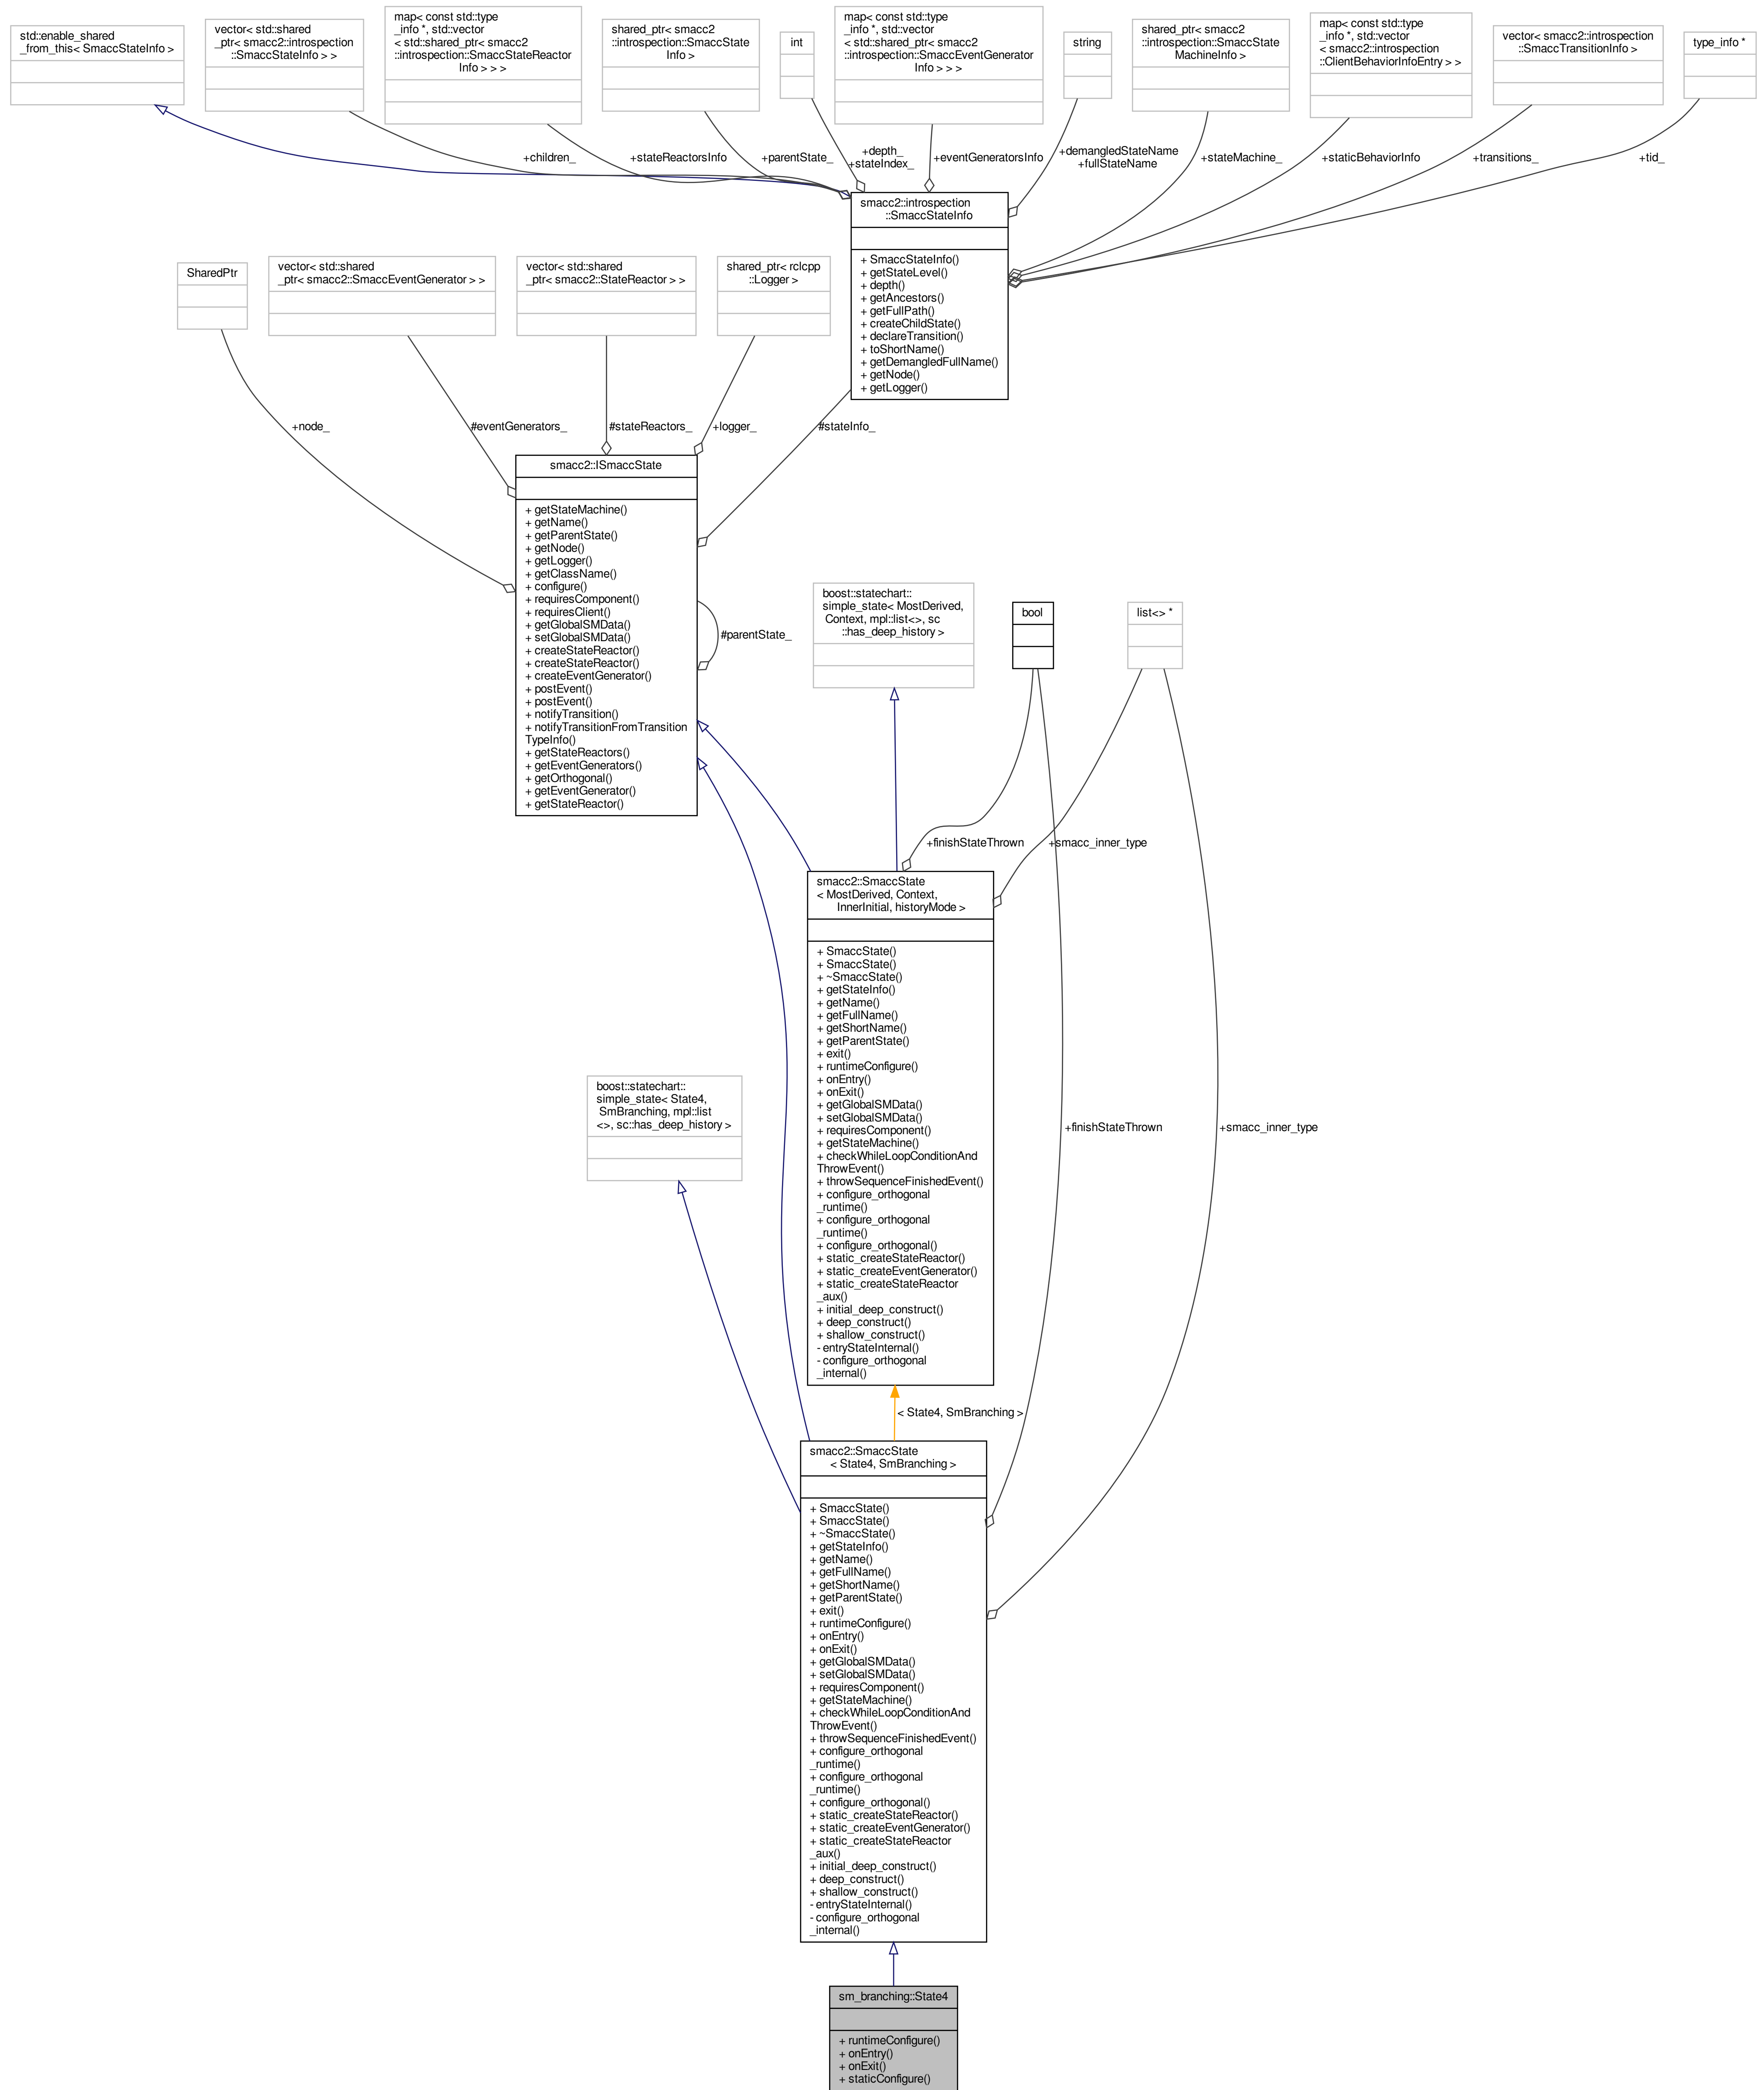 std::enable_shared
_from_this< SmaccStateInfo >
vector< std::shared
_ptr< smacc2::introspection
::SmaccStateInfo > >
map< const std::type
_info *, std::vector
< std::shared_ptr< smacc2
::introspection::SmaccStateReactor
Info > > >
shared_ptr< smacc2
::introspection::SmaccState
Info >
int
map< const std::type
_info *, std::vector
< std::shared_ptr< smacc2
::introspection::SmaccEventGenerator
Info > > >
string
shared_ptr< smacc2
::introspection::SmaccState
MachineInfo >
map< const std::type
_info *, std::vector
< smacc2::introspection
::ClientBehaviorInfoEntry > >
vector< smacc2::introspection
::SmaccTransitionInfo >
type_info *
+children_
+stateReactorsInfo
+parentState_
+depth_
+stateIndex_
+eventGeneratorsInfo
+demangledStateName
+fullStateName
+stateMachine_
+staticBehaviorInfo
+transitions_
+tid_
smacc2::introspection
::SmaccStateInfo
+ SmaccStateInfo()
+ getStateLevel()
+ depth()
+ getAncestors()
+ getFullPath()
+ createChildState()
+ declareTransition()
+ toShortName()
+ getDemangledFullName()
+ getNode()
+ getLogger()
SharedPtr
vector< std::shared
_ptr< smacc2::SmaccEventGenerator > >
vector< std::shared
_ptr< smacc2::StateReactor > >
shared_ptr< rclcpp
::Logger >
+node_
#eventGenerators_
#stateReactors_
+logger_
#stateInfo_
smacc2::ISmaccState
+ getStateMachine()
+ getName()
+ getParentState()
+ getNode()
+ getLogger()
+ getClassName()
+ configure()
+ requiresComponent()
+ requiresClient()
+ getGlobalSMData()
+ setGlobalSMData()
+ createStateReactor()
+ createStateReactor()
+ createEventGenerator()
+ postEvent()
+ postEvent()
+ notifyTransition()
+ notifyTransitionFromTransition
TypeInfo()
+ getStateReactors()
+ getEventGenerators()
+ getOrthogonal()
+ getEventGenerator()
+ getStateReactor()
#parentState_
boost::statechart::
simple_state< MostDerived,
Context, mpl::list<>, sc
::has_deep_history >
bool
list<> *
+finishStateThrown
+smacc_inner_type
smacc2::SmaccState
< MostDerived, Context,
InnerInitial, historyMode >
+ SmaccState()
+ SmaccState()
+ ~SmaccState()
+ getStateInfo()
+ getName()
+ getFullName()
+ getShortName()
+ getParentState()
+ exit()
+ runtimeConfigure()
+ onEntry()
+ onExit()
+ getGlobalSMData()
+ setGlobalSMData()
+ requiresComponent()
+ getStateMachine()
+ checkWhileLoopConditionAnd
ThrowEvent()
+ throwSequenceFinishedEvent()
+ configure_orthogonal
_runtime()
+ configure_orthogonal
_runtime()
+ configure_orthogonal()
+ static_createStateReactor()
+ static_createEventGenerator()
+ static_createStateReactor
_aux()
+ initial_deep_construct()
+ deep_construct()
+ shallow_construct()
- entryStateInternal()
- configure_orthogonal
_internal()
boost::statechart::
simple_state< State4,
SmBranching, mpl::list
<>, sc::has_deep_history >
+finishStateThrown
+smacc_inner_type
< State4, SmBranching >
smacc2::SmaccState
< State4, SmBranching >
+ SmaccState()
+ SmaccState()
+ ~SmaccState()
+ getStateInfo()
+ getName()
+ getFullName()
+ getShortName()
+ getParentState()
+ exit()
+ runtimeConfigure()
+ onEntry()
+ onExit()
+ getGlobalSMData()
+ setGlobalSMData()
+ requiresComponent()
+ getStateMachine()
+ checkWhileLoopConditionAnd
ThrowEvent()
+ throwSequenceFinishedEvent()
+ configure_orthogonal
_runtime()
+ configure_orthogonal
_runtime()
+ configure_orthogonal()
+ static_createStateReactor()
+ static_createEventGenerator()
+ static_createStateReactor
_aux()
+ initial_deep_construct()
+ deep_construct()
+ shallow_construct()
- entryStateInternal()
- configure_orthogonal
_internal()
sm_branching::State4
+ runtimeConfigure()
+ onEntry()
+ onExit()
+ staticConfigure()